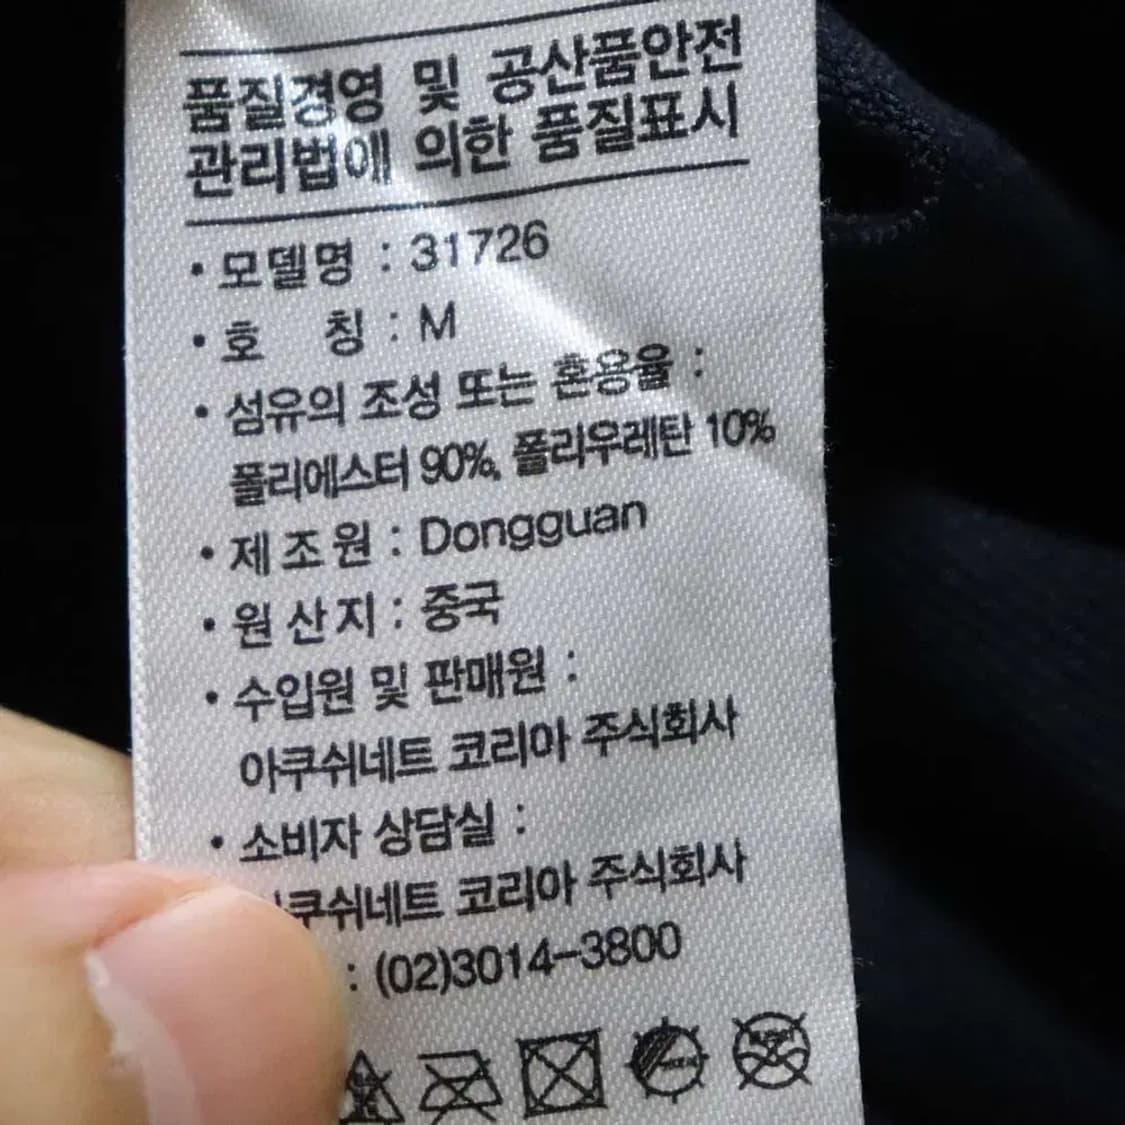 품질경영 및 공산품안전
관리법에 의한 품질표시
• 모델명 : 31726
• 호 칭 : M
• 섬유의 조성 또는 혼용율 :
폴리에스터 90%, 폴리우레탄 10%
• 제조원 : Dongguan
• 원산지 : 중국
• 수입원 및 판매원 :
아쿠쉬네트 코리아 주식회사
• 소비자 상담실 :
쿠쉬네트 코리아 주식회사
: (02)3014-3800